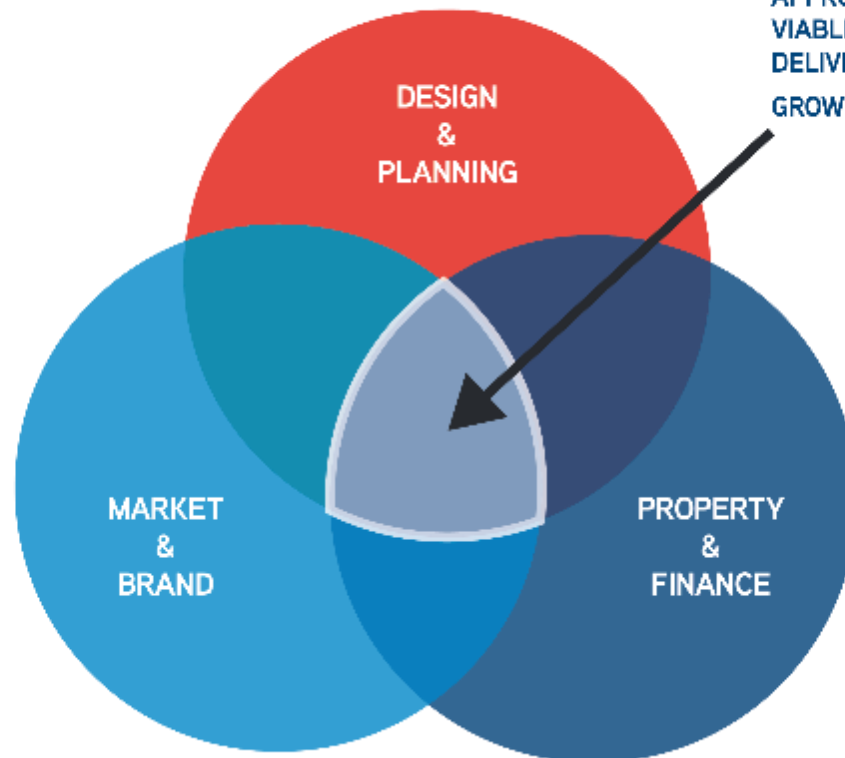 VIABL
DELIV
GROW
DESIGN
&
PLANNING
MARKET
&
BRAND
PROPERTY
&
FINANCE